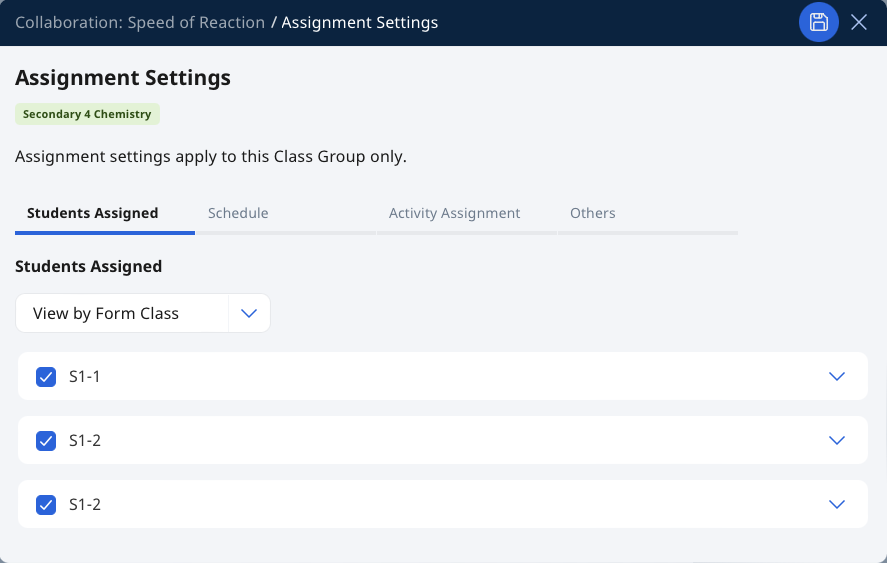 Collaboration: Speed of Reaction / Assignment Settings
Assignment Settings
Secondary 4 Chemistry
Assignment settings apply to this Class Group only.
Students Assigned Schedule Activity Assignment Others
Students Assigned
View by Form Class
S1-1
S1-2
S1-2